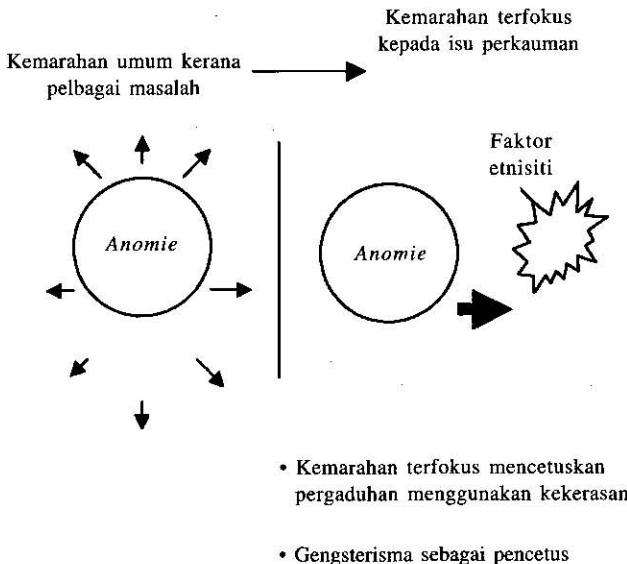 Kemarahan umum kerana
pelbagai masalah
Kemarahan terfokus
kepada isu perkauman
Anomie
Anomie
Faktor
etnisiti
• Kemarahan terfokus mencetuskan
pergaduhan menggunakan kekerasan
• Gengsterisma sebagai pencetus